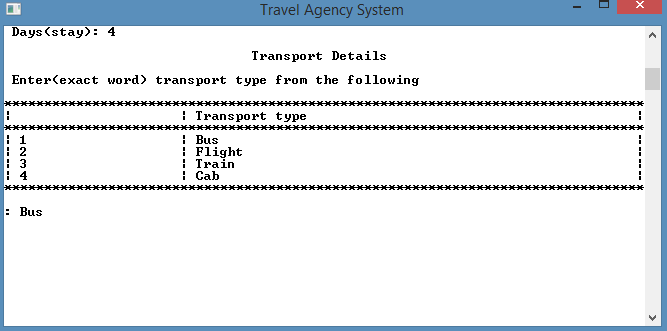 Travel Agency System
Days(stay): 4
Transport Details
Enter(exact word) transport type from the following
********************************************************************************
¦ ¦ Transport type ¦
********************************************************************************
¦ 1 ¦ Bus ¦
¦ 2 ¦ Flight ¦
¦ 3 ¦ Train ¦
¦ 4 ¦ Cab ¦
********************************************************************************
: Bus